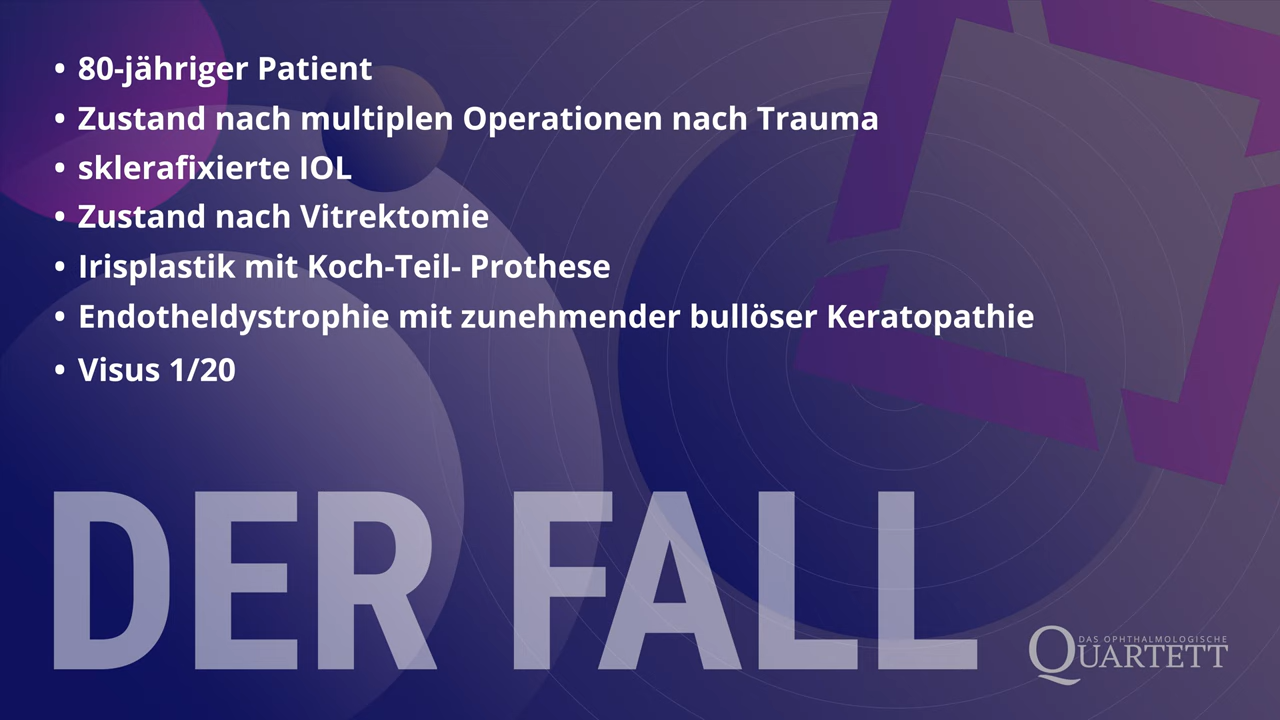 • 80-jähriger Patient
• Zustand nach multiplen Operationen nach Trauma
• sklerafixierte IOL
• Zustand nach Vitrektomie
• Irisplastik mit Koch-Teil- Prothese
• Endotheldystrophie mit zunehmender bullöser Keratopathie
• Visus 1/20
DER FALL
DAS OPHTHALMOLOGISCHE
QUARTETT